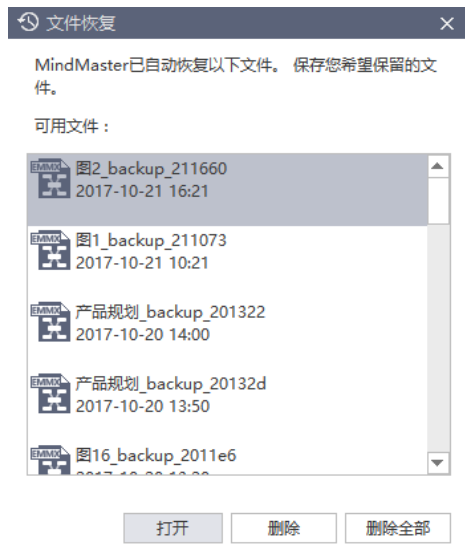 文件恢复
MindMaster已自动恢复以下文件。 保存您希望保留的文
件。
可用文件：
EMMX 图2_backup_211660
2017-10-21 16:21
EMMX 图1_backup_211073
2017-10-21 10:21
EMMX 产品规划_backup_201322
2017-10-20 14:00
EMMX 产品规划_backup_20132d
2017-10-20 13:50
EMMX 图16_backup_2011e6
打开 删除 删除全部